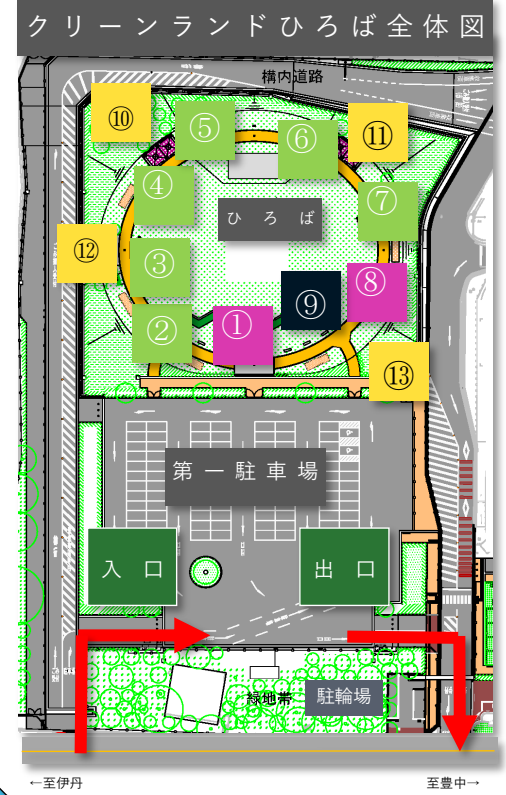 クリーンランドひろば全体図
構内道路
⑩
⑤
⑥
⑪
④
⑦
ひろば
⑫
③
⑧
⑨
②
①
⑬
第一駐車場
入口
出口
緑地帯
駐輪場
←至伊丹
至豊中→